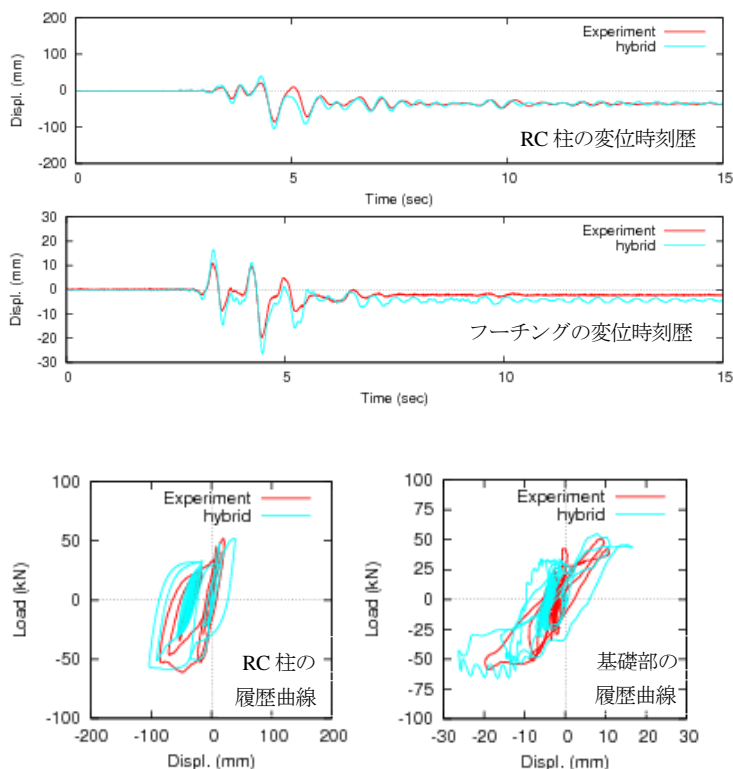 200
100
0
-100
-200
Displ. (mm)
Experiment
hybrid
RC 柱の変位時刻歴
0
5
10
15
Time (sec)
30
20
10
0
-10
-20
-30
Displ. (mm)
Experiment
hybrid
フーチングの変位時刻歴
0
5
10
15
Time (sec)
100
50
0
-50
-100
Load (kN)
Experiment
hybrid
RC 柱の
履歴曲線
-200
-100
0
100
200
Displ. (mm)
100
75
50
25
0
-25
-50
-75
-100
Load (kN)
Experiment
hybrid
基礎部の
履歴曲線
-30
-20
-10
0
10
20
30
Displ. (mm)